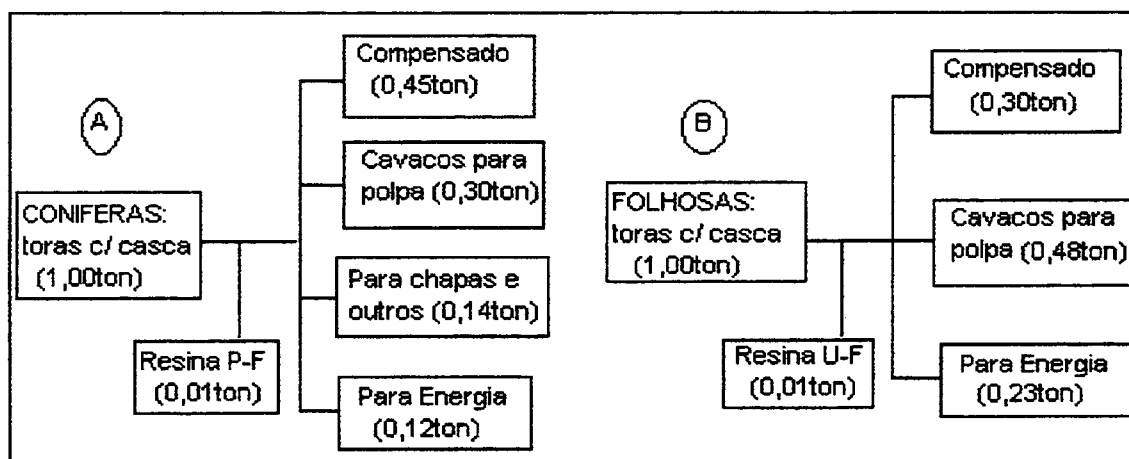 A
CONIFERAS:
toras c/ casca
(1,00ton)
Resina P-F
(0,01ton)
Compensado
(0,45ton)
Cavacos para
polpa (0,30ton)
Para chapas e
outros (0,14ton)
Para Energia
(0,12ton)
B
FOLHOSAS:
toras c/ casca
(1,00ton)
Resina U-F
(0,01ton)
Compensado
(0,30ton)
Cavacos para
polpa (0,48ton)
Para Energia
(0,23ton)